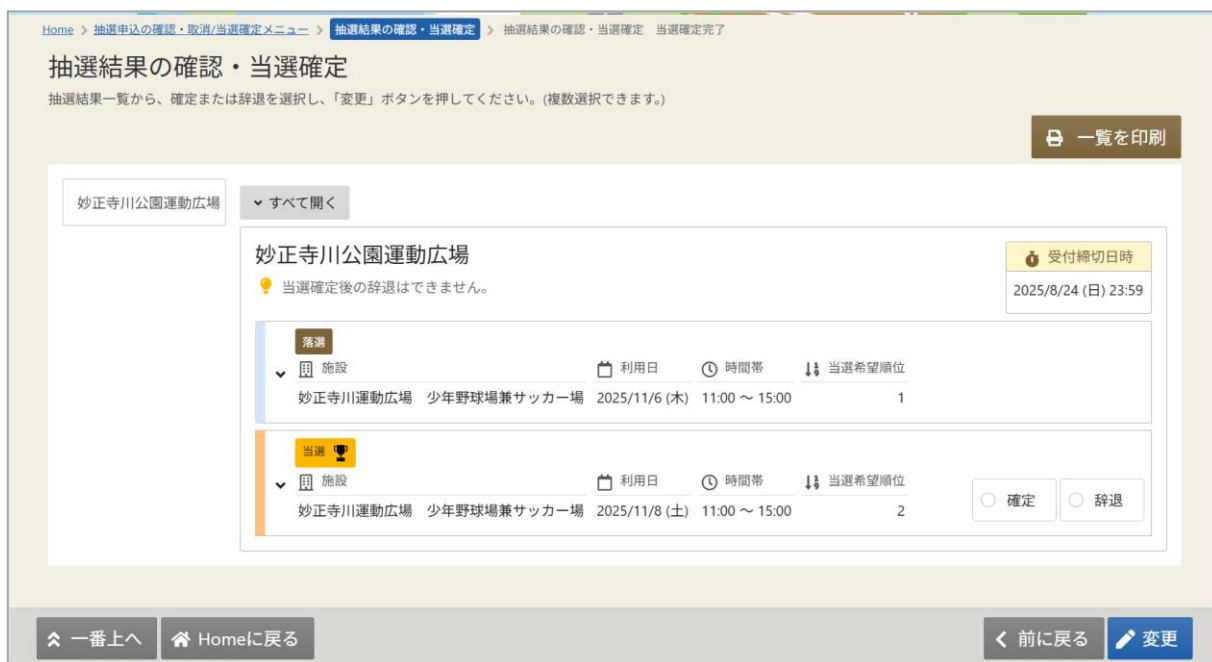 Home > 抽選申込の確認・取消/当選確定メニュー > 抽選結果の確認・当選確定 > 抽選結果の確認・当選確定　当選確定完了
抽選結果の確認・当選確定
抽選結果一覧から、確定または辞退を選択し、「変更」ボタンを押してください。(複数選択できます。)
一覧を印刷
妙正寺川公園運動広場
すべて開く
妙正寺川公園運動広場
受付締切日時
当選確定後の辞退はできません。
2025/8/24 (日) 23:59
落選
施設 利用日 時間帯 当選希望順位
妙正寺川運動広場　少年野球場兼サッカー場 2025/11/6 (木) 11:00 ～ 15:00 1
当選
施設 利用日 時間帯 当選希望順位
妙正寺川運動広場　少年野球場兼サッカー場 2025/11/8 (土) 11:00 ～ 15:00 2
確定 辞退
一番上へ Homeに戻る 前に戻る 変更